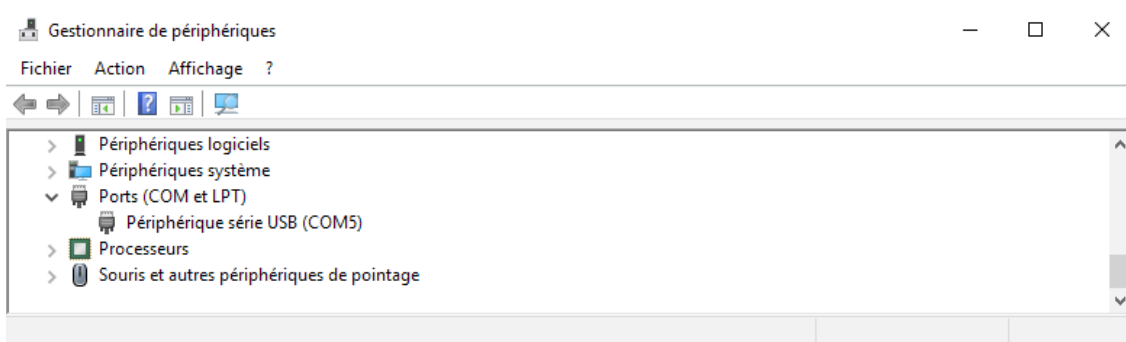 Gestionnaire de périphériques
Fichier Action Affichage ?
Périphériques logiciels
Périphériques système
Ports (COM et LPT)
Périphérique série USB (COM5)
Processeurs
Souris et autres périphériques de pointage